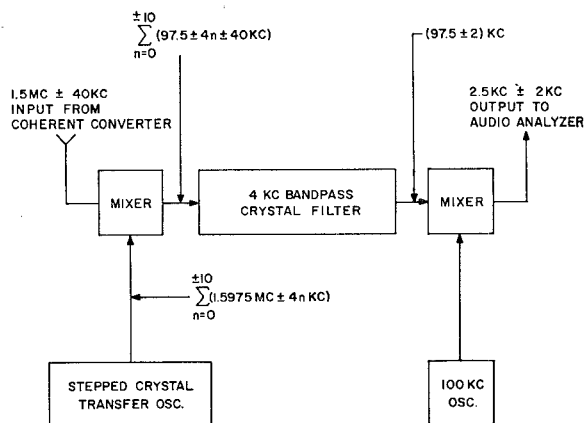 ±10
∑(97.5±4n±40KC)
n=0
(97.5±2) KC
1.5MC ± 40KC
INPUT FROM
COHERENT CONVERTER
2.5KC ± 2KC
OUTPUT TO
AUDIO ANALYZER
MIXER
4 KC BANDPASS
CRYSTAL FILTER
MIXER
±10
∑(1.5975 MC ± 4n KC)
n=0
STEPPED CRYSTAL
TRANSFER OSC.
100 KC
OSC.